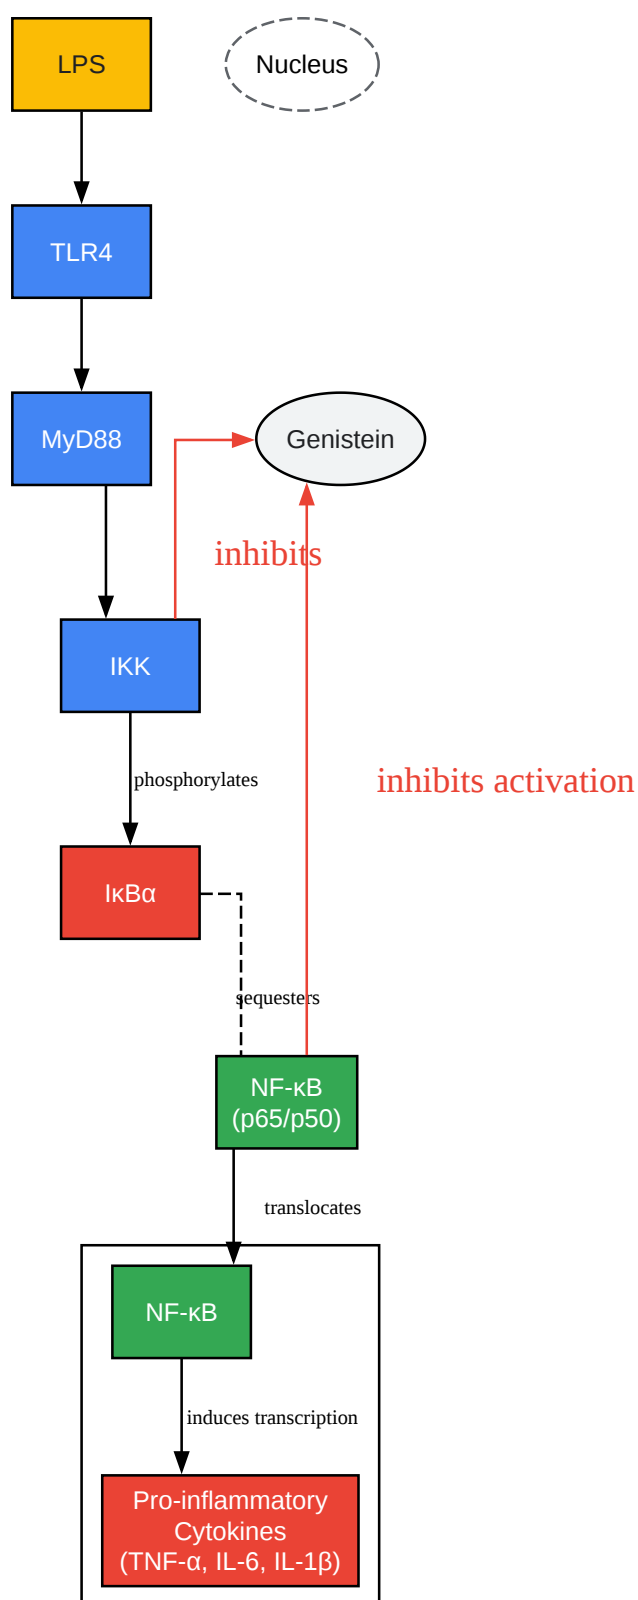 LPS
Nucleus
TLR4
MyD88
Genistein
inhibits
IKK
phosphorylates
inhibits activation
IκBα
sequesters
NF-κB
(p65/p50)
translocates
NF-κB
induces transcription
Pro-inflammatory
Cytokines
(TNF-α, IL-6, IL-1β)